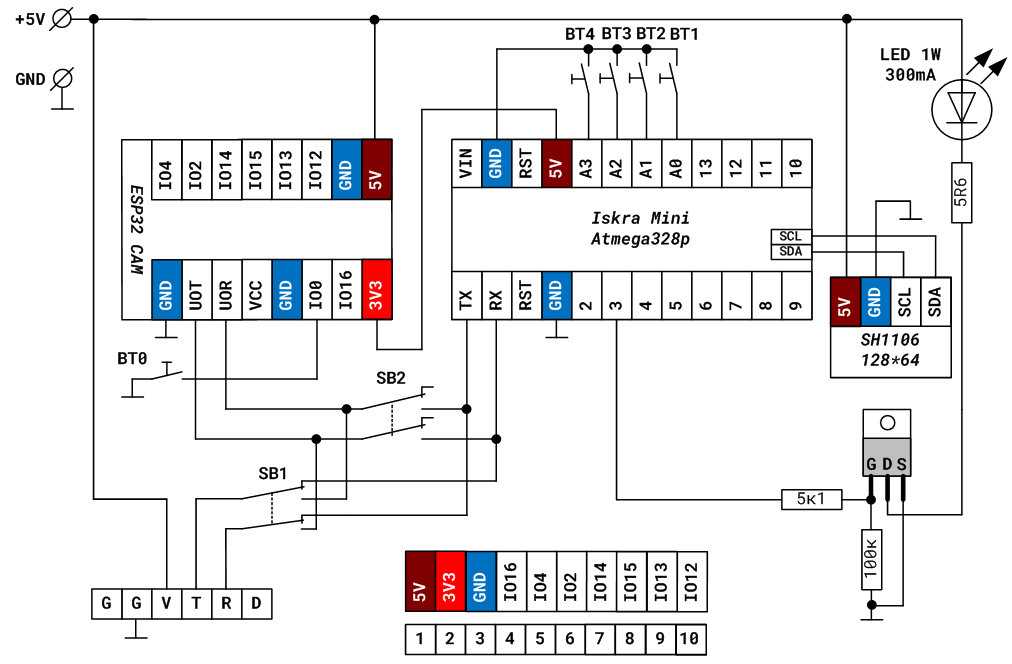 +5V
GND
BT4 BT3 BT2 BT1
LED 1W
300mA
IO4 IO2 IO14 IO15 IO13 IO12 GND 5V
ESP32 CAM
GND UOT UOR VCC GND IO0 IO16 3V3
VIN GND RST 5V A3 A2 A1 A0 13 12 11 10
Iskra Mini
Atmega328p
SCL
SDA
TX RX RST GND 2 3 4 5 6 7 8 9
5R6
5V GND SCL SDA
SH1106
128*64
BT0
SB2
SB1
G D S
5к1
100к
G G V T R D
5V 3V3 GND IO16 IO4 IO2 IO14 IO15 IO13 IO12
1 2 3 4 5 6 7 8 9 10